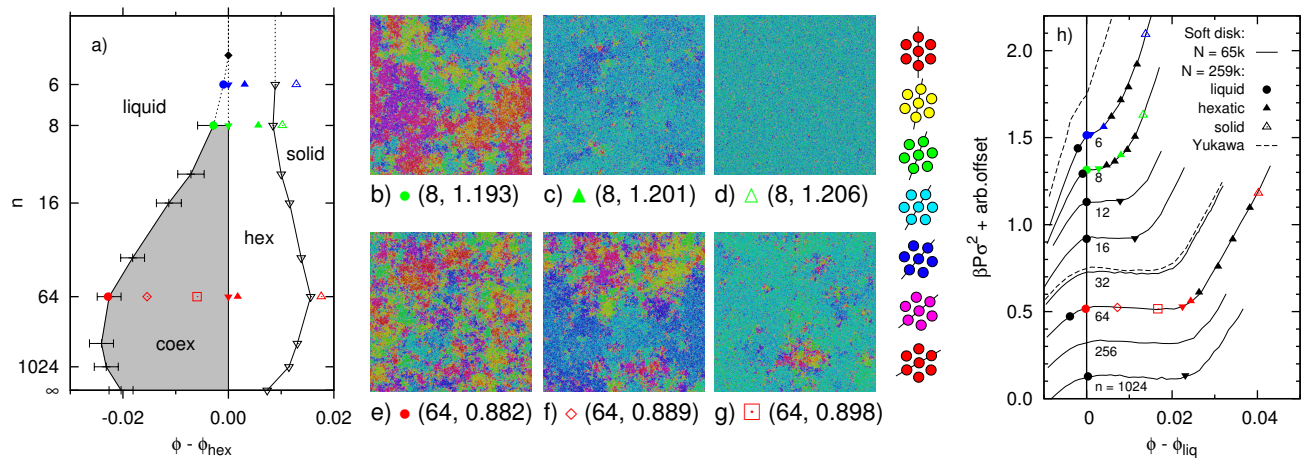 a)
n
6
8
16
64
1024
∞
liquid
solid
hex
coex
-0.02
0.00
0.02
ϕ - ϕhex
b) ● (8, 1.193)
c) ▲ (8, 1.201)
d) △ (8, 1.206)
e) ● (64, 0.882)
f) ◇ (64, 0.889)
g) ⊡ (64, 0.898)
h)
βPσ² + arb.offset
2.0
1.5
1.0
0.5
0.0
Soft disk:
N = 65k
N = 259k:
liquid
hexatic
solid
Yukawa
6
8
12
16
32
64
256
n = 1024
0
0.02
0.04
ϕ - ϕliq